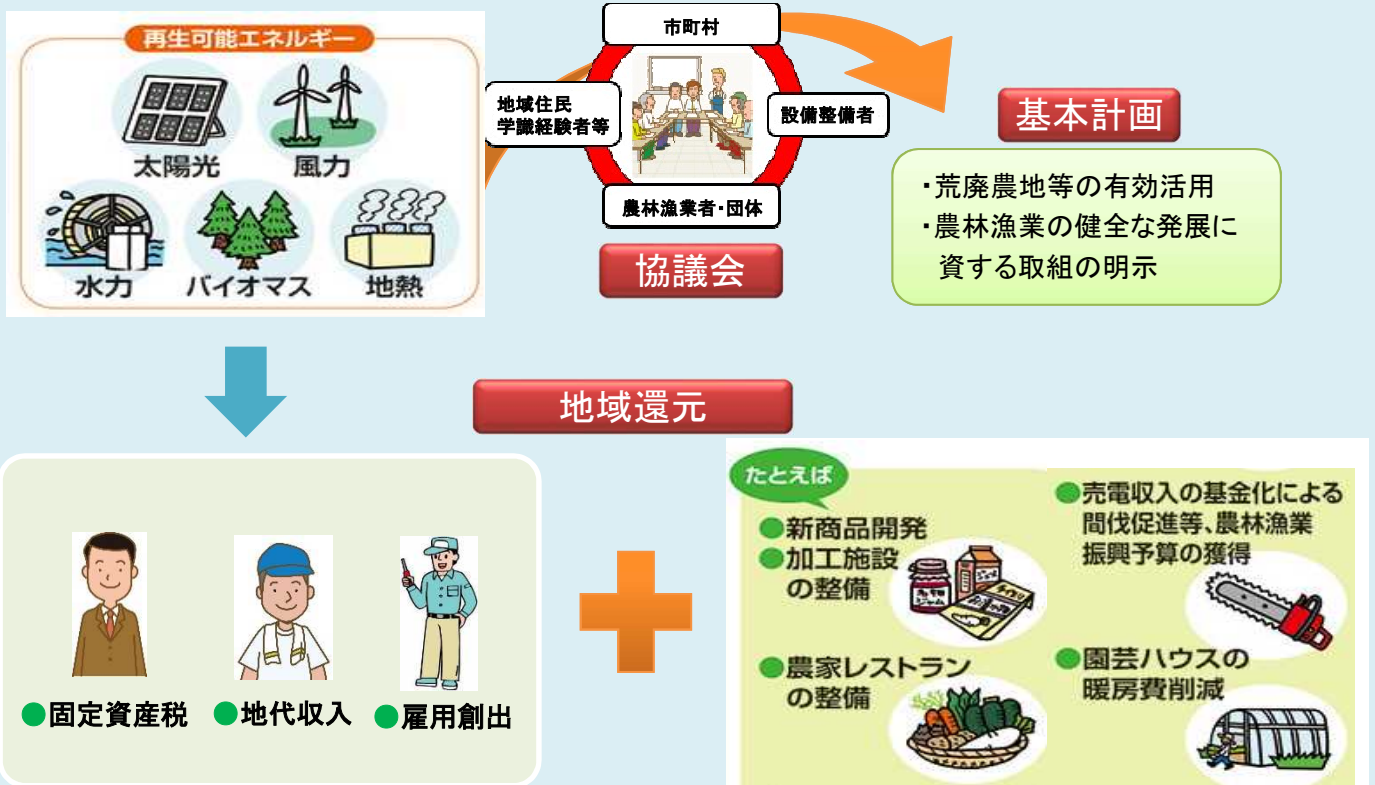 再生可能エネルギー
太陽光
風力
水力
バイオマス
地熱
市町村
地域住民
学識経験者等
設備整備者
農林漁業者・団体
協議会
基本計画
・荒廃農地等の有効活用
・農林漁業の健全な発展に
資する取組の明示
地域還元
●固定資産税
●地代収入
●雇用創出
たとえば
●新商品開発
●加工施設
の整備
●農家レストラン
の整備
●売電収入の基金化による
間伐促進等、農林漁業
振興予算の獲得
●園芸ハウスの
暖房費削減